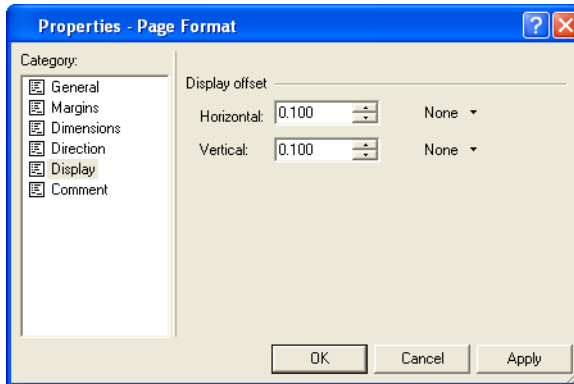 Properties - Page Format
Category:
General
Margins
Dimensions
Direction
Display
Comment
Display offset
Horizontal: 0.100 None
Vertical: 0.100 None
OK Cancel Apply